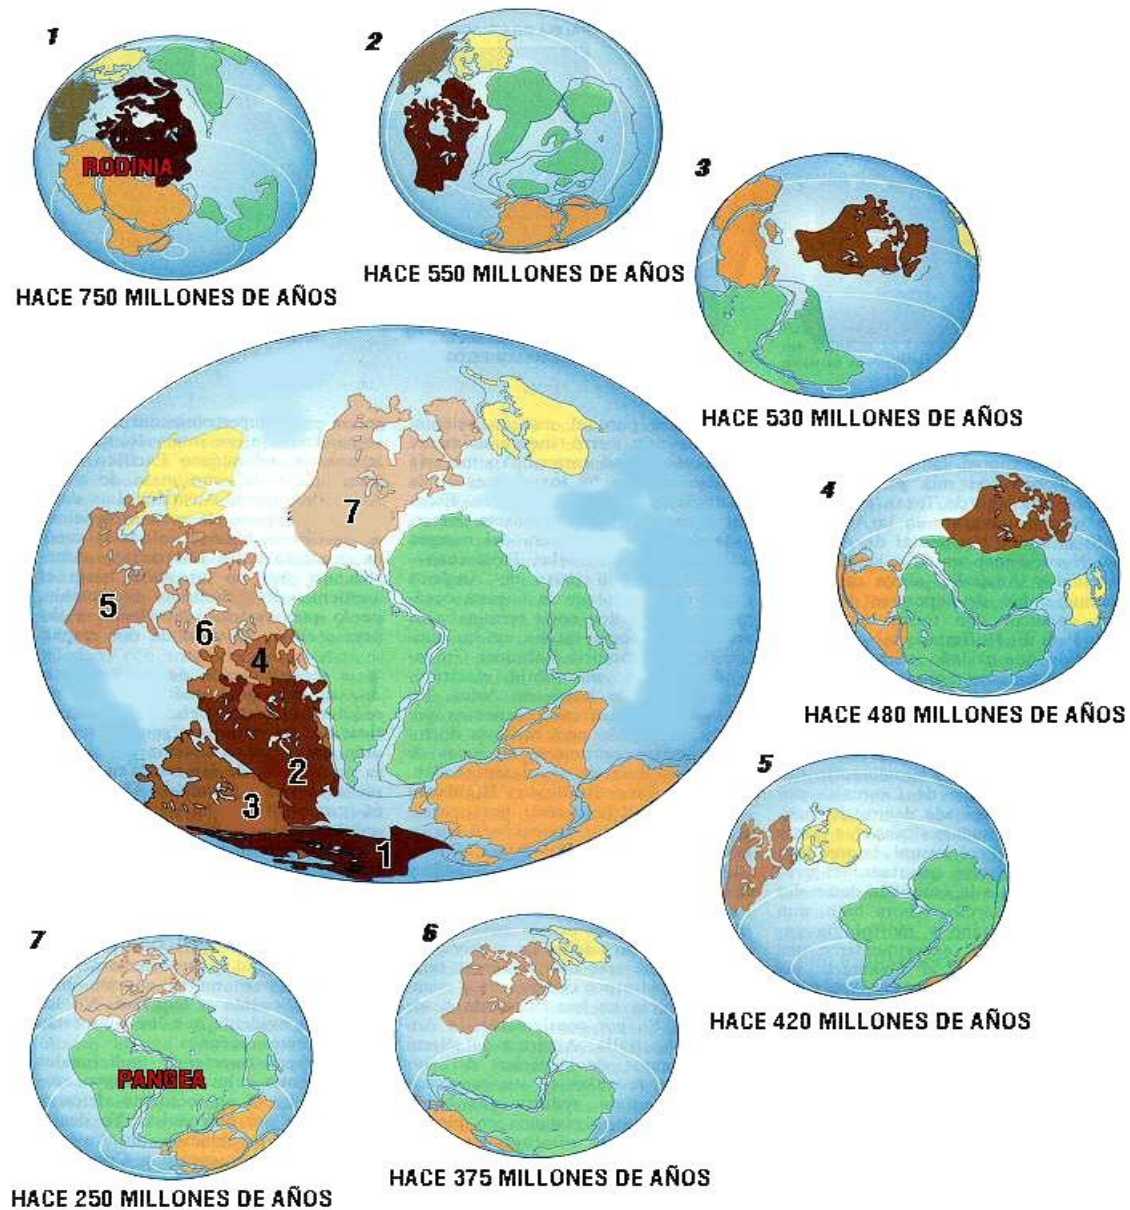 1
2
3
RODINIA
HACE 750 MILLONES DE AÑOS
HACE 550 MILLONES DE AÑOS
HACE 530 MILLONES DE AÑOS
4
7
5
6
4
2
3
1
HACE 480 MILLONES DE AÑOS
5
HACE 420 MILLONES DE AÑOS
7
6
PANGEA
HACE 375 MILLONES DE AÑOS
HACE 250 MILLONES DE AÑOS